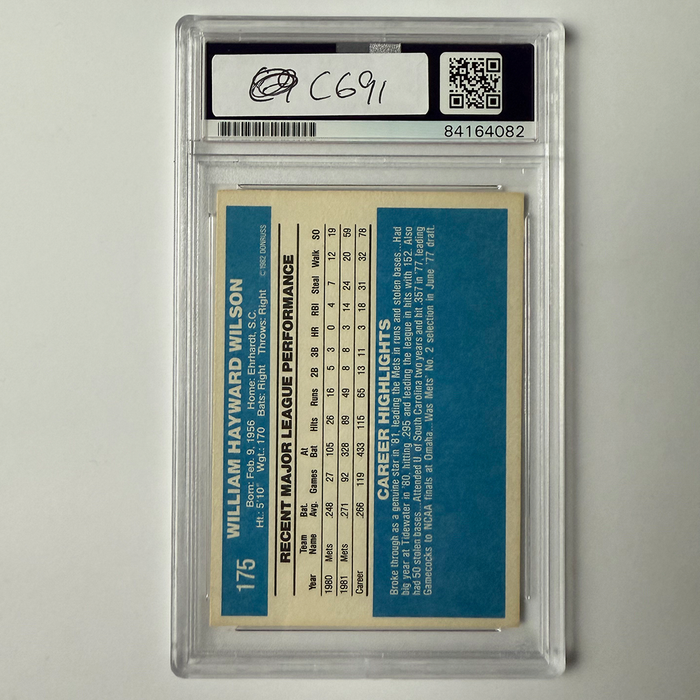 C691
84164082
175
WILLIAM HAYWARD WILSON
Born: Feb. 9, 1956 Home: Ehrhardt, S.C.
Ht.: 5'10" Wgt.: 170 Bats: Right Throws: Right
© 1982 DONRUSS
RECENT MAJOR LEAGUE PERFORMANCE
Year Team Name Bat. Avg. Games At Bat Hits Runs 2B 3B HR RBI Steal Walk SO
1980 Mets .248 27 105 26 16 5 3 0 4 7 12 19
1981 Mets .271 92 328 89 49 8 8 3 14 24 20 59
Career .266 119 433 115 65 13 11 3 18 31 32 78
CAREER HIGHLIGHTS
Broke through as a genuine star in '81, leading the Mets in runs and stolen bases...Had
big year at Tidewater in '80, hitting .295 and leading the league in hits with 152. Also
had 50 stolen bases...Attended U. of South Carolina two years and hit .357 in '77, leading
Gamecocks to NCAA finals at Omaha...Was Mets' No. 2 selection in June '77 draft.